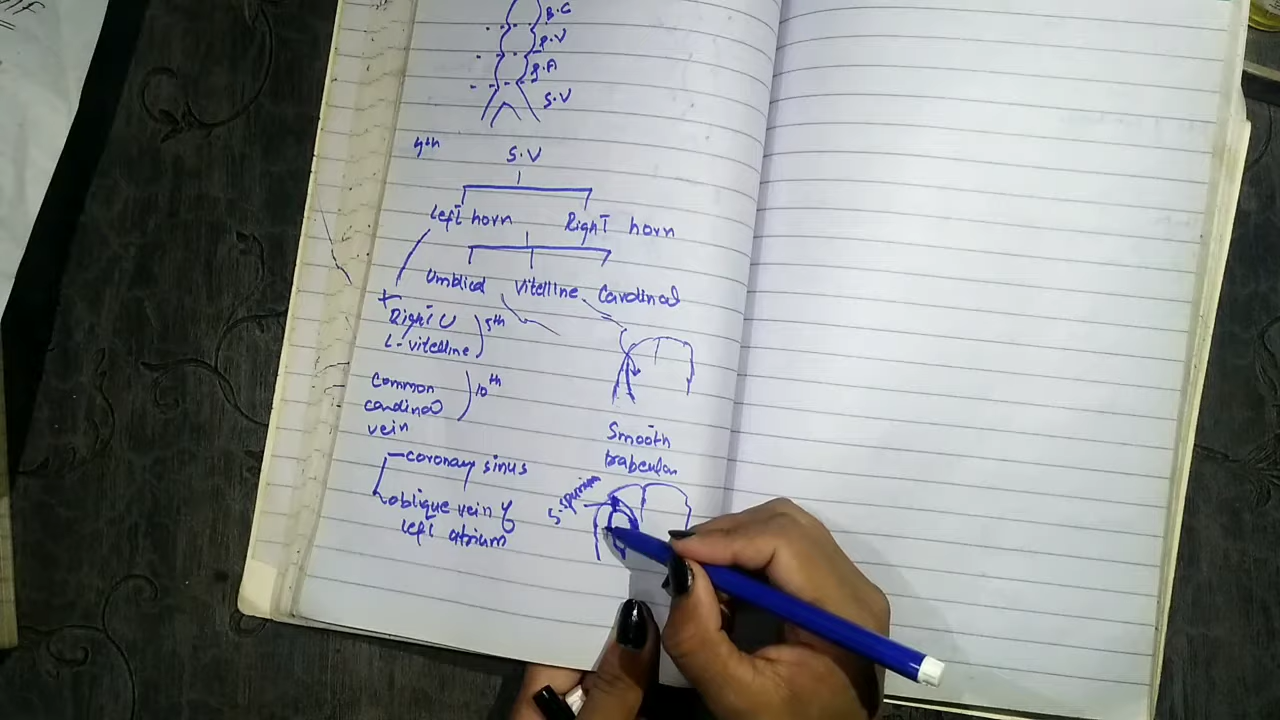 B.C
P.V
P.A
S.V
4th
S.V
Left horn Right horn
Umblical Vitelline Cardinal
Right U
L-vitelline
5th
Common
cardinal
vein
10th
coronary sinus
oblique vein of
left atrium
Smooth
trabecular
S.spurium